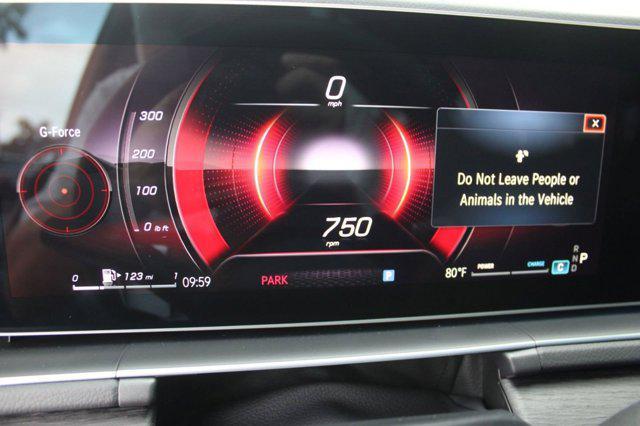 G-Force
300
200
100
0 lb ft
0
mph
750
rpm
X
Do Not Leave People or
Animals in the Vehicle
0 123 mi 1
09:59
PARK
P
80°F
POWER CHARGE
C
R
N
D
P